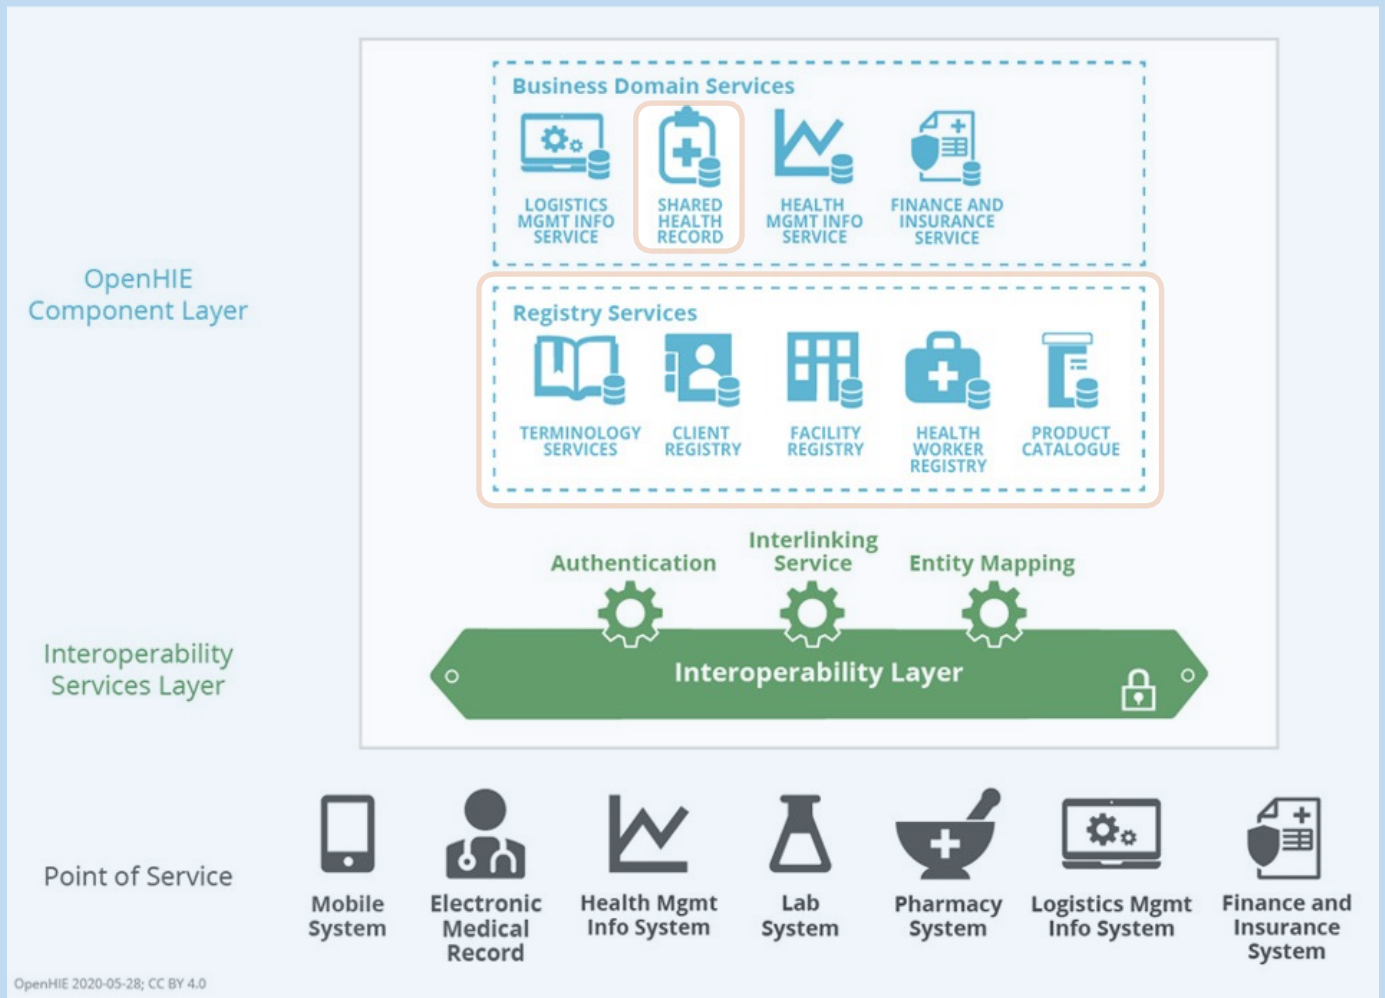 Business Domain Services
LOGISTICS
MGMT INFO
SERVICE
SHARED
HEALTH
RECORD
HEALTH
MGMT INFO
SERVICE
FINANCE AND
INSURANCE
SERVICE
OpenHIE
Component Layer
Registry Services
TERMINOLOGY
SERVICES
CLIENT
REGISTRY
FACILITY
REGISTRY
HEALTH
WORKER
REGISTRY
PRODUCT
CATALOGUE
Authentication
Interlinking
Service
Entity Mapping
Interoperability
Services Layer
Interoperability Layer
Point of Service
Mobile
System
Electronic
Medical
Record
Health Mgmt
Info System
Lab
System
Pharmacy
System
Logistics Mgmt
Info System
Finance and
Insurance
System
OpenHIE 2020-05-28; CC BY 4.0